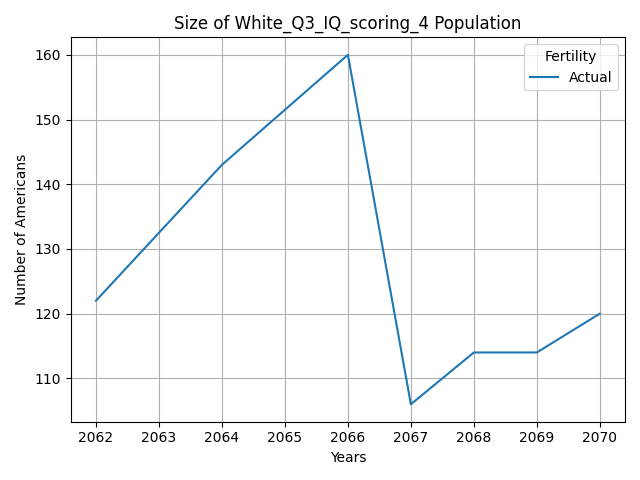 Size of White_Q3_IQ_scoring_4 Population
Fertility
Actual
Number of Americans
160
150
140
130
120
110
2062 2063 2064 2065 2066 2067 2068 2069 2070
Years